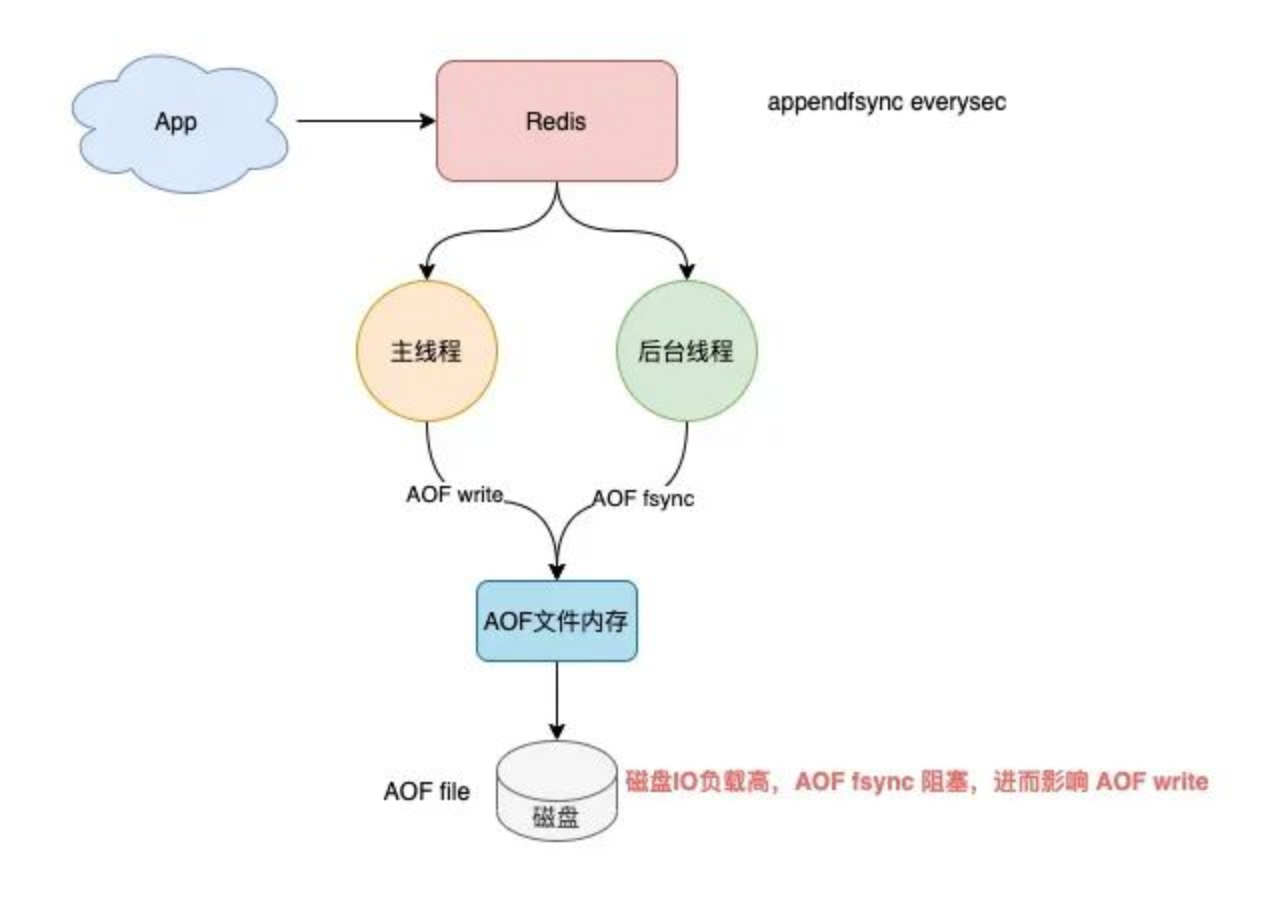 App
Redis
appendfsync everysec
主线程
后台线程
AOF write
AOF fsync
AOF文件内存
AOF file
磁盘
磁盘IO负载高，AOF fsync 阻塞，进而影响 AOF write